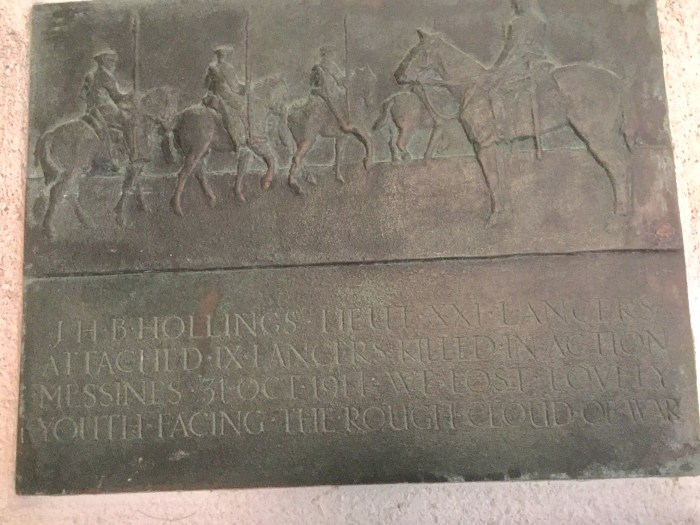 J·H·B·HOLLINGS·LIEUT·XXI·LANCERS·
ATTACHED·IX·LANCERS·KILLED·IN·ACTION
MESSINES·31·OCT·1914·WE·LOST·LOVELY
YOUTH·FACING·THE·ROUGH·CLOUD·OF·WAR